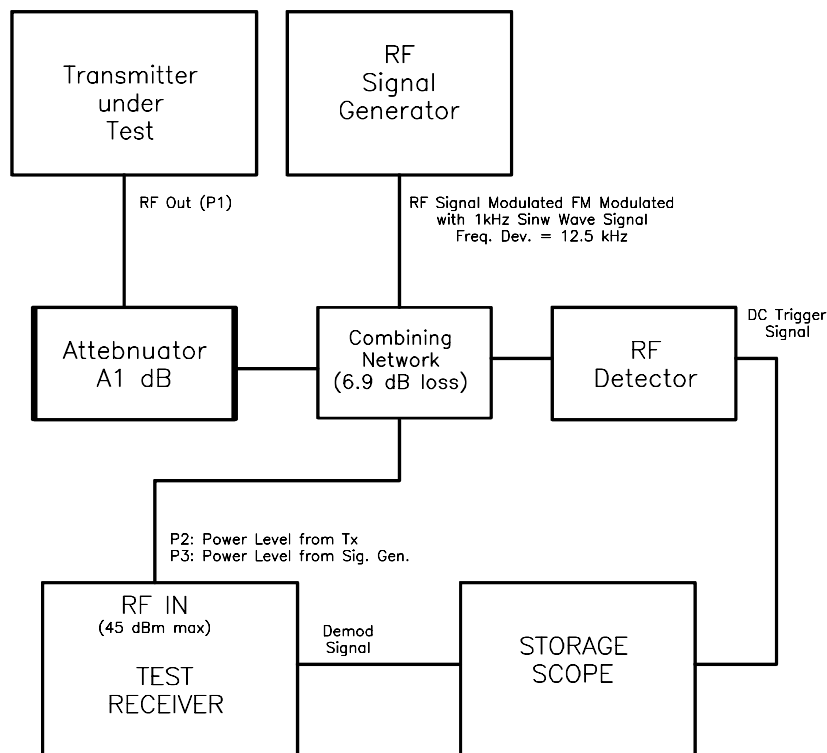 Transmitter
under
Test
RF
Signal
Generator
RF Out (P1)
RF Signal Modulated FM Modulated
with 1kHz Sinw Wave Signal
Freq. Dev. = 12.5 kHz
Attebnuator
A1 dB
Combining
Network
(6.9 dB loss)
RF
Detector
DC Trigger
Signal
P2: Power Level from Tx
P3: Power Level from Sig. Gen.
RF IN
(45 dBm max)
TEST
RECEIVER
Demod
Signal
STORAGE
SCOPE